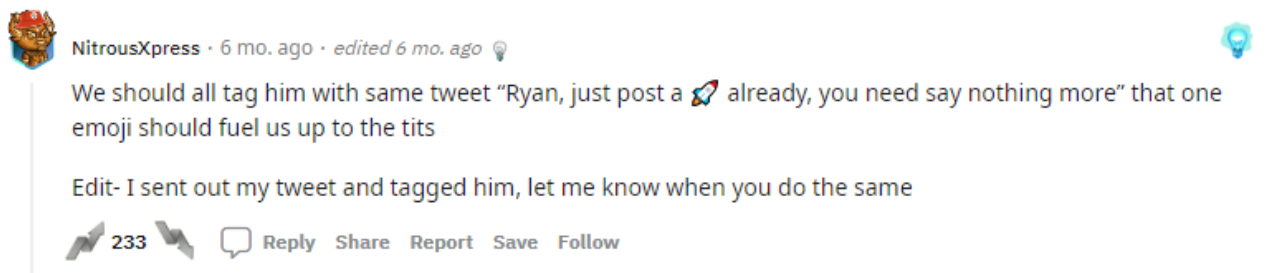 NitrousXpress · 6 mo. ago · edited 6 mo. ago
We should all tag him with same tweet “Ryan, just post a 🚀 already, you need say nothing more” that one
emoji should fuel us up to the tits
Edit- I sent out my tweet and tagged him, let me know when you do the same
233 Reply Share Report Save Follow